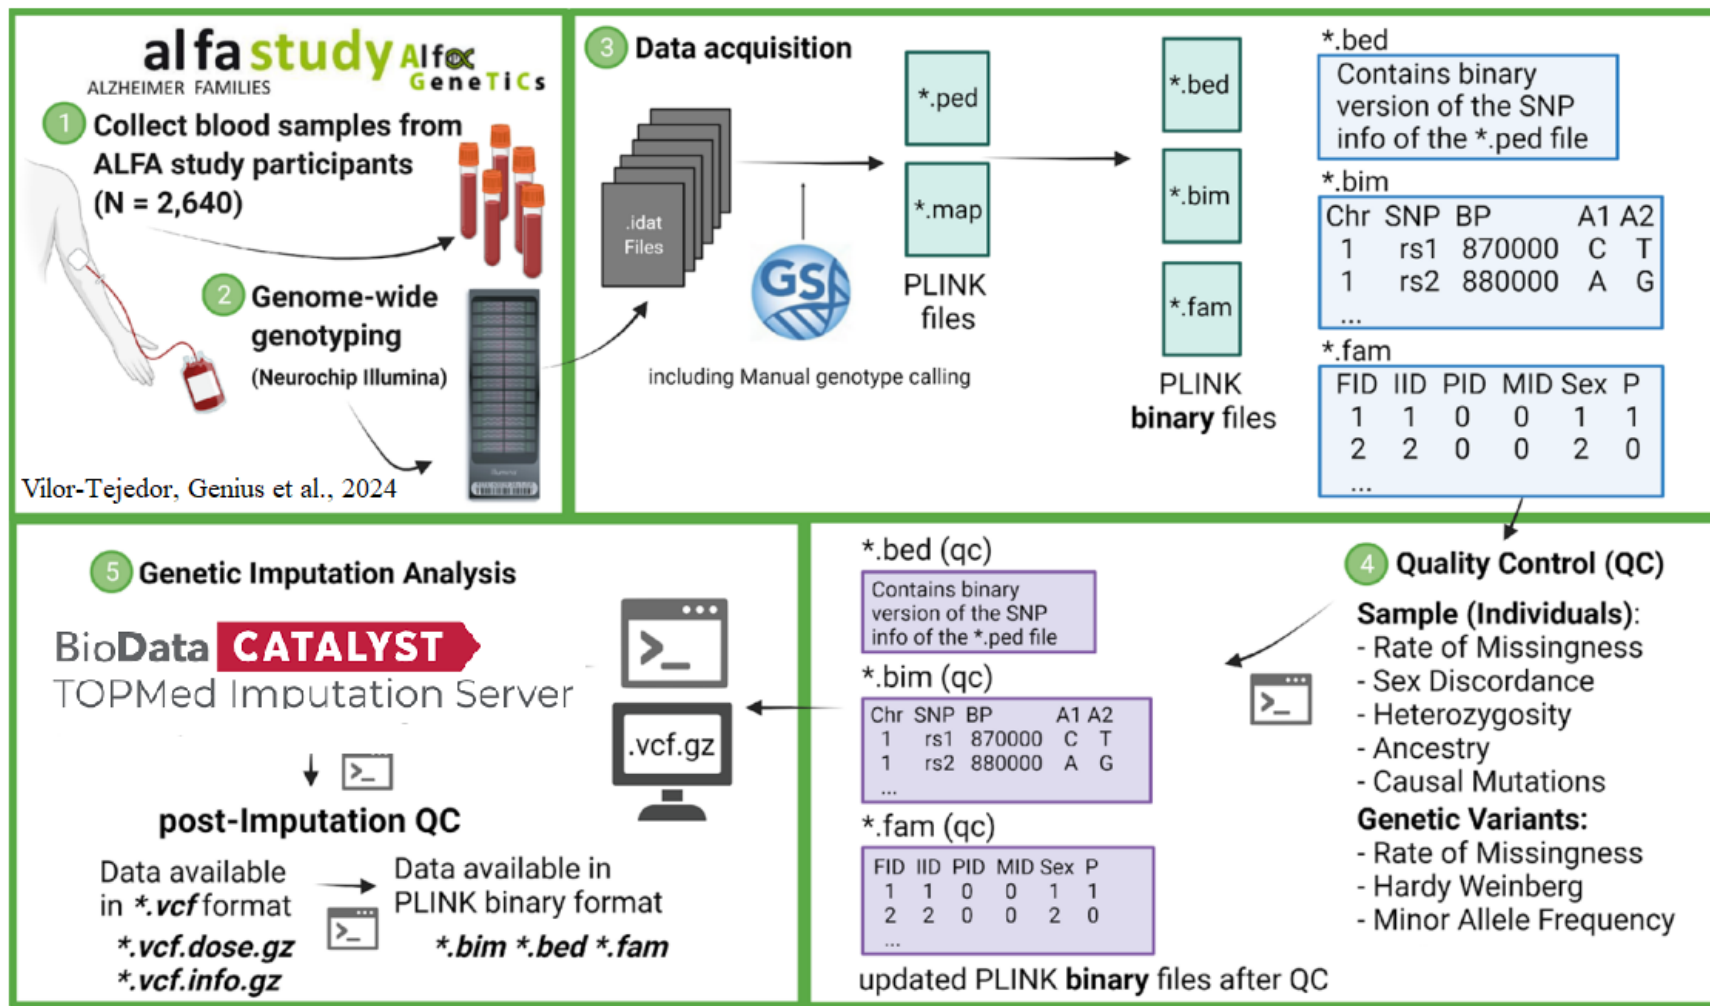 alfastudy
ALZHEIMER FAMILIES
Alfa
GeneTiCs
1 Collect blood samples from
ALFA study participants
(N = 2,640)
2 Genome-wide
genotyping
(Neurochip Illumina)
Vilor-Tejedor, Genius et al., 2024
3 Data acquisition
.idat
Files
GS
including Manual genotype calling
*.ped
*.map
PLINK
files
*.bed
*.bim
*.fam
PLINK
binary files
*.bed
Contains binary
version of the SNP
info of the *.ped file
*.bim
Chr SNP BP A1 A2
1 rs1 870000 C T
1 rs2 880000 A G
...
*.fam
FID IID PID MID Sex P
1 1 0 0 1 1
2 2 0 0 2 0
...
4 Quality Control (QC)
Sample (Individuals):
- Rate of Missingness
- Sex Discordance
- Heterozygosity
- Ancestry
- Causal Mutations
Genetic Variants:
- Rate of Missingness
- Hardy Weinberg
- Minor Allele Frequency
>_
*.bed (qc)
Contains binary
version of the SNP
info of the *.ped file
*.bim (qc)
Chr SNP BP A1 A2
1 rs1 870000 C T
1 rs2 880000 A G
...
*.fam (qc)
FID IID PID MID Sex P
1 1 0 0 1 1
2 2 0 0 2 0
...
updated PLINK binary files after QC
5 Genetic Imputation Analysis
BioData CATALYST
TOPMed Imputation Server
>_
.vcf.gz
>_
post-Imputation QC
Data available
in *.vcf format
*.vcf.dose.gz
*.vcf.info.gz
>_
Data available in
PLINK binary format
*.bim *.bed *.fam